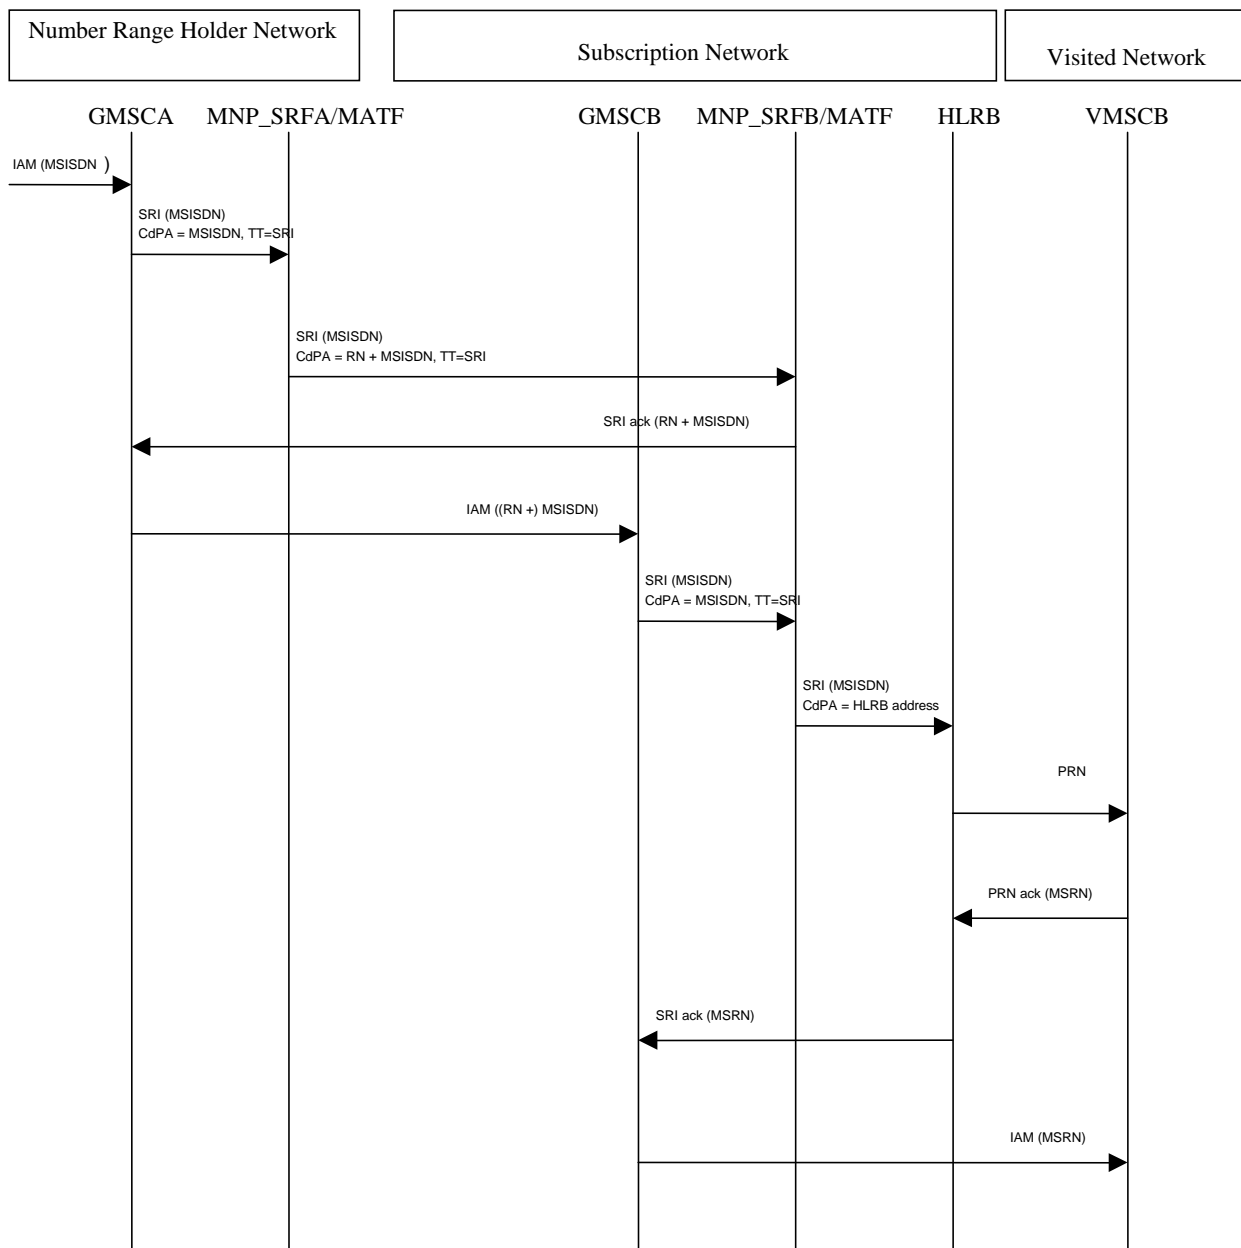 Number Range Holder Network
Subscription Network
Visited Network
GMSCA
MNP_SRFA/MATF
GMSCB
MNP_SRFB/MATF
HLRB
VMSCB
IAM (MSISDN )
SRI (MSISDN)
CdPA = MSISDN, TT=SRI
SRI (MSISDN)
CdPA = RN + MSISDN, TT=SRI
SRI ack (RN + MSISDN)
IAM ((RN +) MSISDN)
SRI (MSISDN)
CdPA = MSISDN, TT=SRI
SRI (MSISDN)
CdPA = HLRB address
PRN
PRN ack (MSRN)
SRI ack (MSRN)
IAM (MSRN)